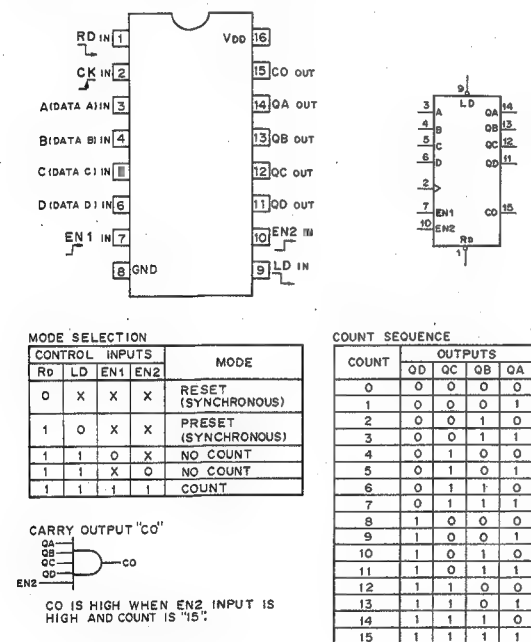 RD IN 1
VDD 16
CK IN 2
15 CO OUT
A(DATA A) IN 3
14 QA OUT
B(DATA B) IN 4
13 QB OUT
C(DATA C) IN
12 QC OUT
D(DATA D) IN 6
11 QD OUT
EN1 IN 7
10 EN2 IN
8 GND
9 LD IN
9
LD
3 A QA 14
4 B QB 13
5 C QC 12
6 D QD 11
2
7 EN1 CO 15
10 EN2
RD
1
MODE SELECTION
CONTROL INPUTS MODE
RD LD EN1 EN2
0 X X X RESET
(SYNCHRONOUS)
1 0 X X PRESET
(SYNCHRONOUS)
1 1 0 X NO COUNT
1 1 X 0 NO COUNT
1 1 1 1 COUNT
CARRY OUTPUT "CO"
QA
QB
QC
QD
EN2
CO
CO IS HIGH WHEN EN2 INPUT IS
HIGH AND COUNT IS "15".
COUNT SEQUENCE
COUNT OUTPUTS
QD QC QB QA
0 0 0 0 0
1 0 0 0 1
2 0 0 1 0
3 0 0 1 1
4 0 1 0 0
5 0 1 0 1
6 0 1 1 0
7 0 1 1 1
8 1 0 0 0
9 1 0 0 1
10 1 0 1 0
11 1 0 1 1
12 1 1 0 0
13 1 1 0 1
14 1 1 1 0
15 1 1 1 1